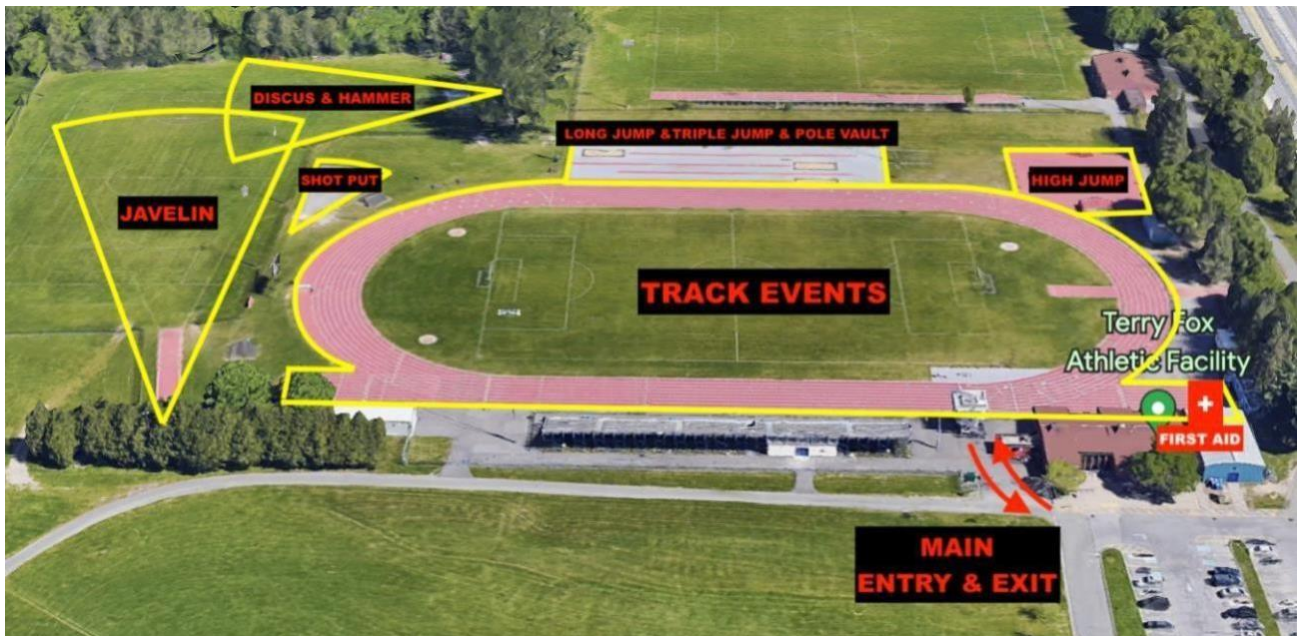 DISCUS & HAMMER
LONG JUMP &TRIPLE JUMP & POLE VAULT
SHOT PUT
HIGH JUMP
JAVELIN
TRACK EVENTS
Terry Fox
Athletic Facility
FIRST AID
MAIN
ENTRY & EXIT